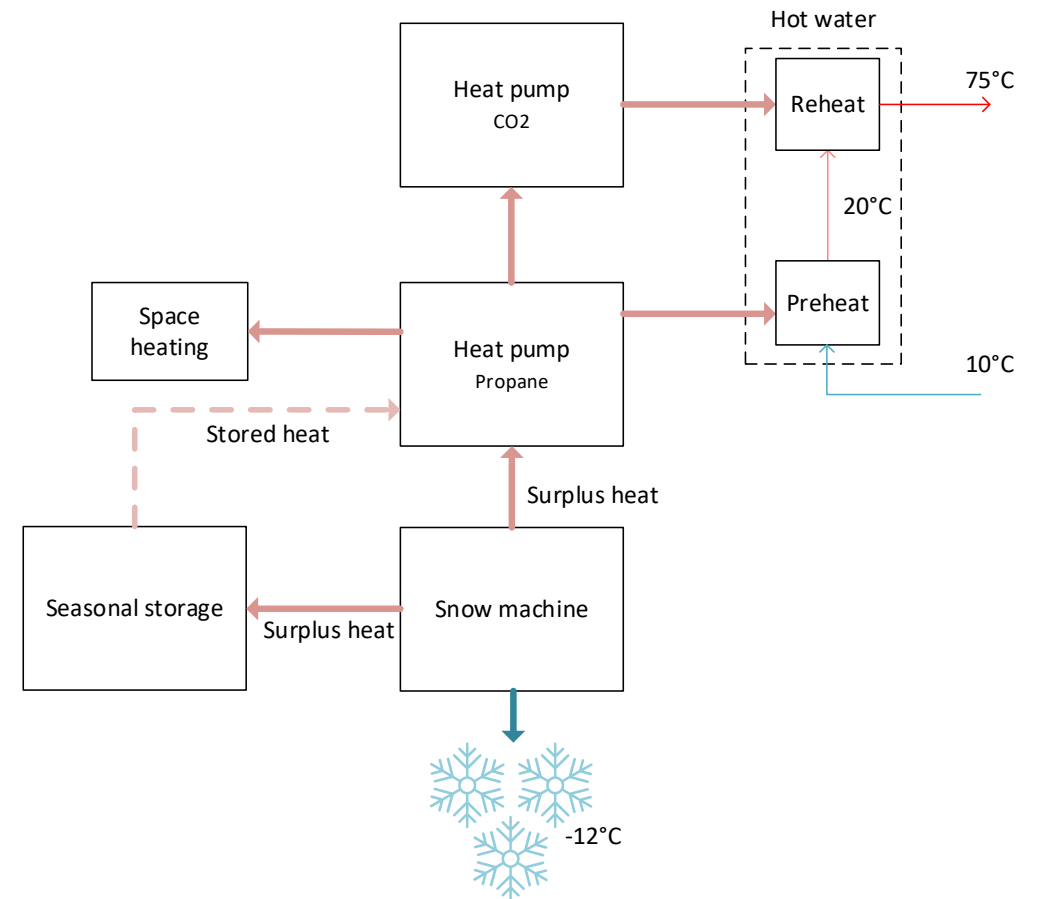 Hot water
Heat pump
CO2
Reheat
75°C
20°C
Space
heating
Heat pump
Propane
Preheat
10°C
Stored heat
Surplus heat
Seasonal storage
Surplus heat
Snow machine
-12°C